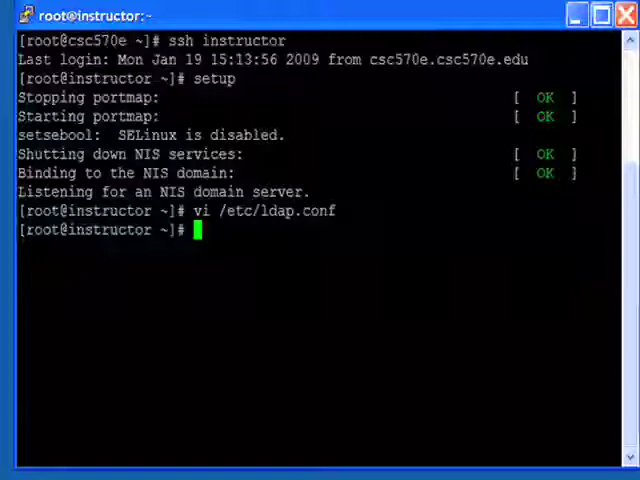 root@instructor:~
[root@csc570e ~]# ssh instructor
Last login: Mon Jan 19 15:13:56 2009 from csc570e.csc570e.edu
[root@instructor ~]# setup
Stopping portmap: [ OK ]
Starting portmap: [ OK ]
setsebool: SELinux is disabled.
Shutting down NIS services: [ OK ]
Binding to the NIS domain: [ OK ]
Listening for an NIS domain server.
[root@instructor ~]# vi /etc/ldap.conf
[root@instructor ~]#